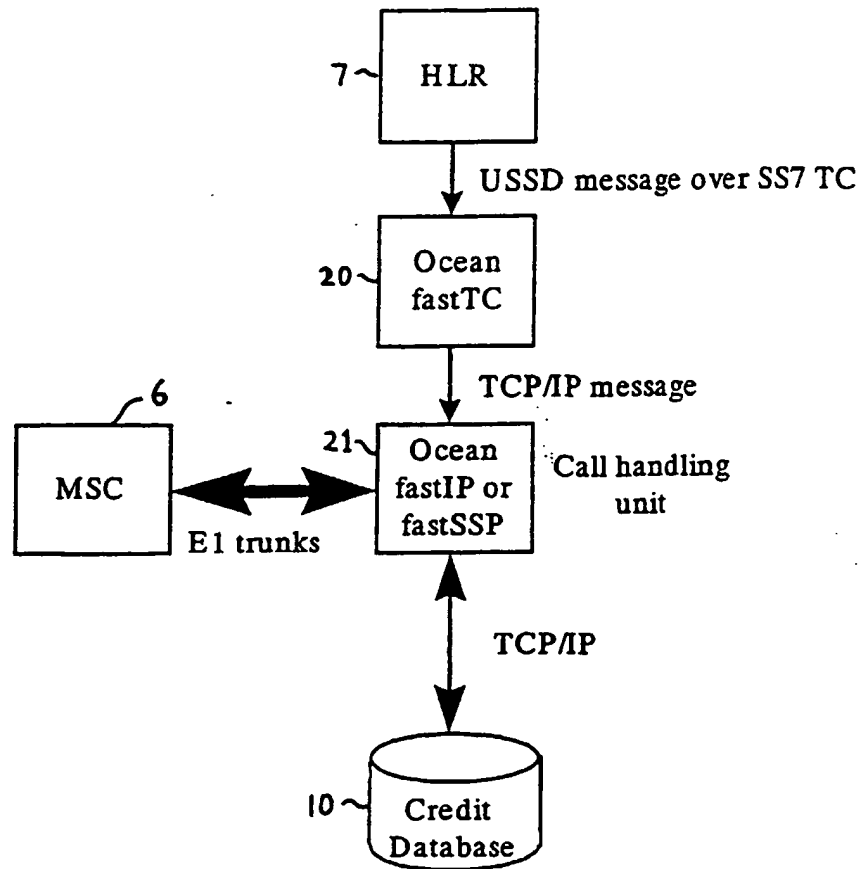 7
HLR
USSD message over SS7 TC
20
Ocean
fastTC
TCP/IP message
6
MSC
E1 trunks
21
Ocean
fastIP or
fastSSP
Call handling
unit
TCP/IP
10
Credit
Database